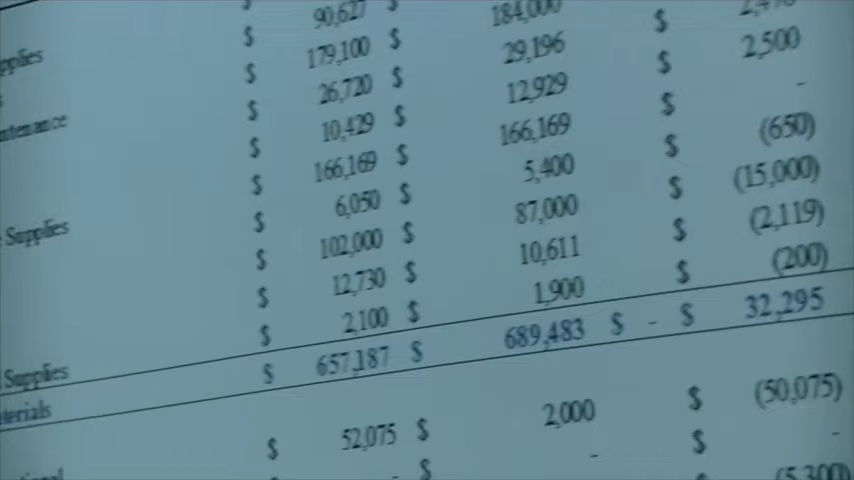 pplies
s $ 90,627 $
ntenance $ 179,100 $ 184,000
$ 26,720 $ 29,196 $
$ 10,429 $ 12,929 $ 2,500
Supplies $ 166,169 $ 166,169 $ -
$ 6,050 $ 5,400 $ (650)
$ 102,000 $ 87,000 $ (15,000)
$ 12,730 $ 10,611 $ (2,119)
Supplies $ 2,100 $ 1,900 $ (200)
terials $ 657,187 $ 689,483 $ - $ 32,295
$ 52,075 $ 2,000 $ (50,075)
- $ - $ -
(5,300)